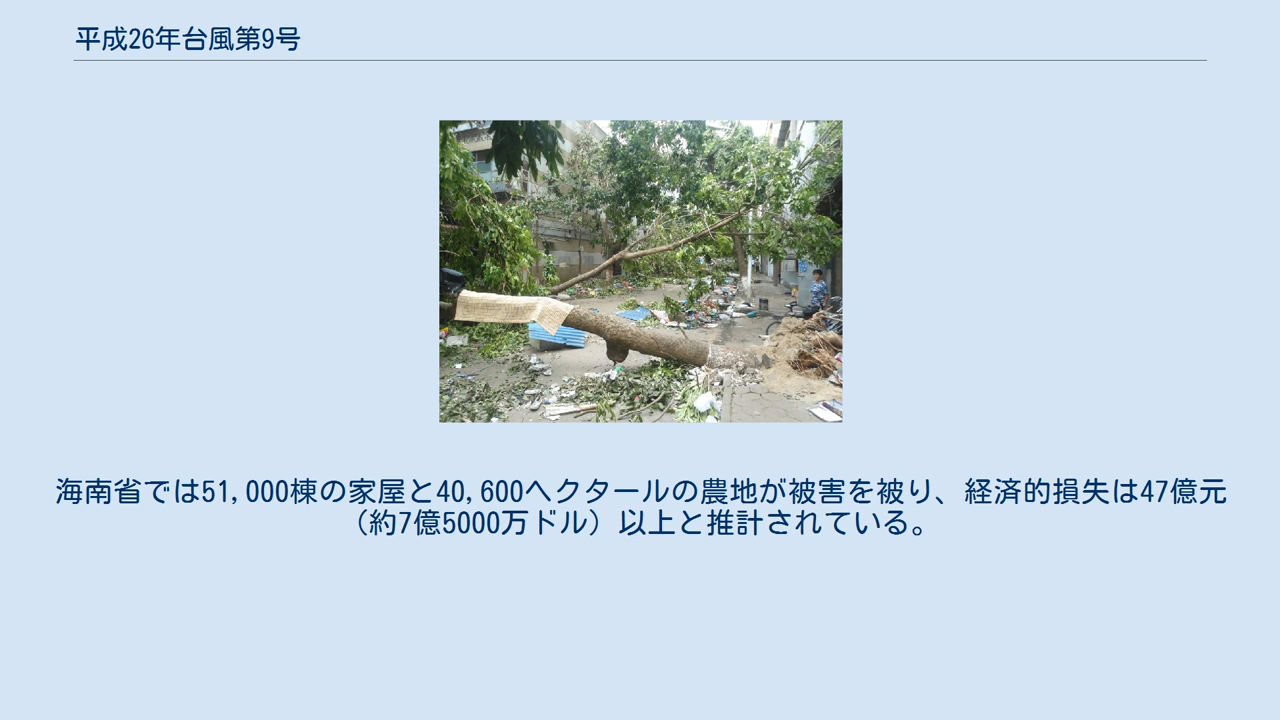 平成26年台風第9号
海南省では51,000棟の家屋と40,600ヘクタールの農地が被害を被り、経済的損失は47億元
（約7億5000万ドル）以上と推計されている。